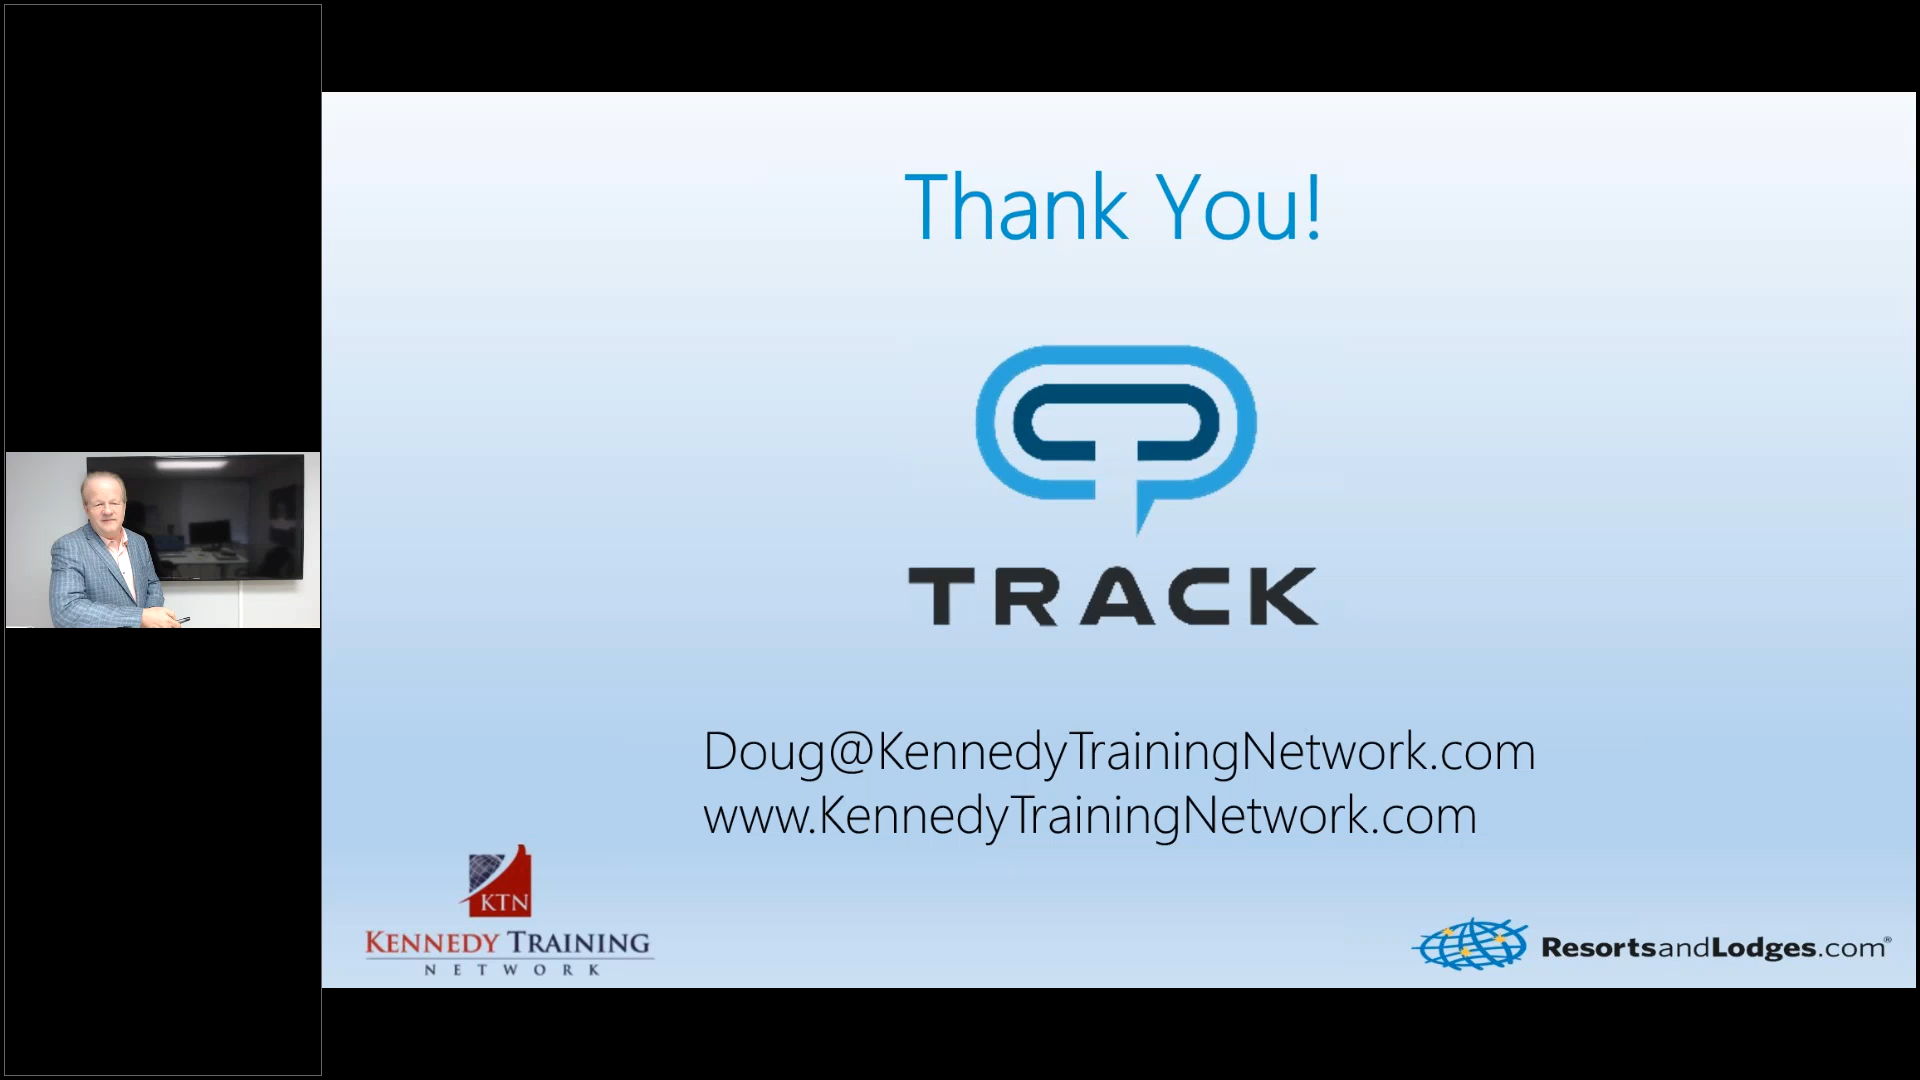 Thank You!
TRACK
Doug@KennedyTrainingNetwork.com
www.KennedyTrainingNetwork.com
KTN
KENNEDY TRAINING
NETWORK
ResortsandLodges.com®